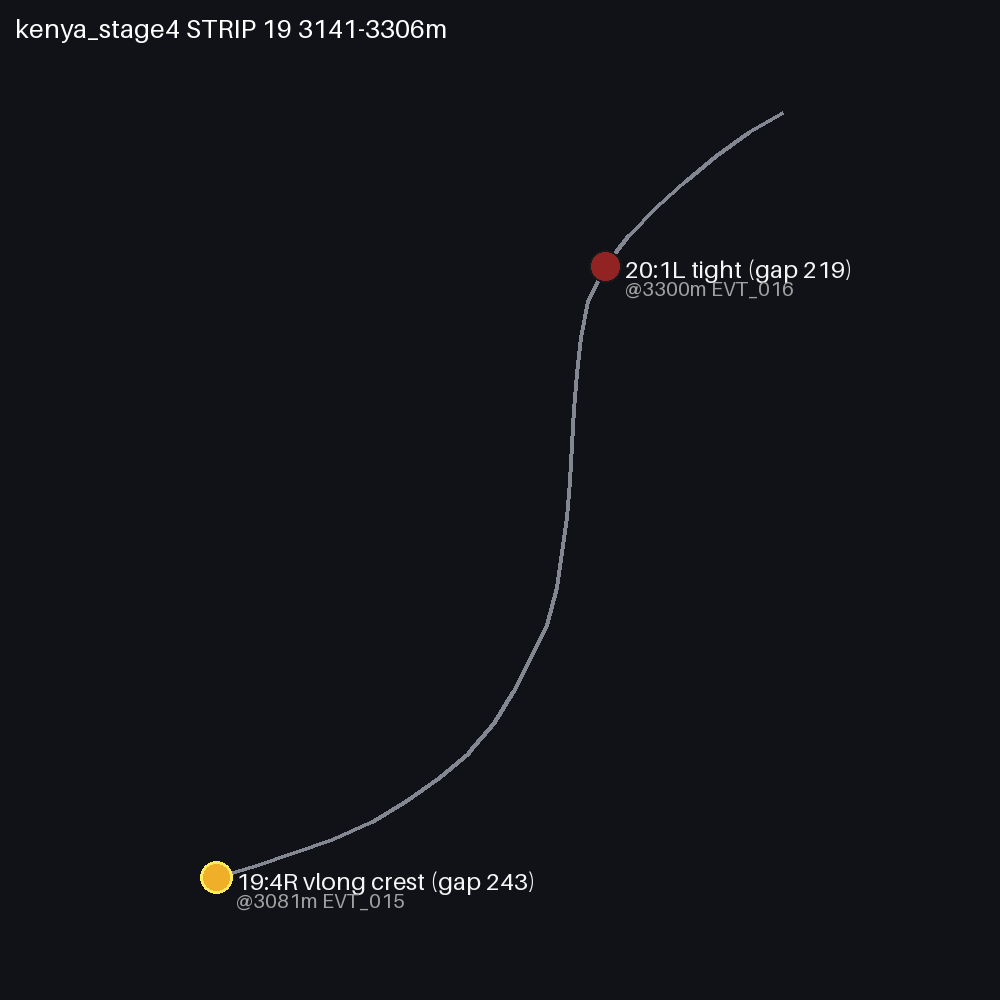 kenya_stage4 STRIP 19 3141-3306m
20:1L tight (gap 219)
@3300m EVT_016
19:4R vlong crest (gap 243)
@3081m EVT_015